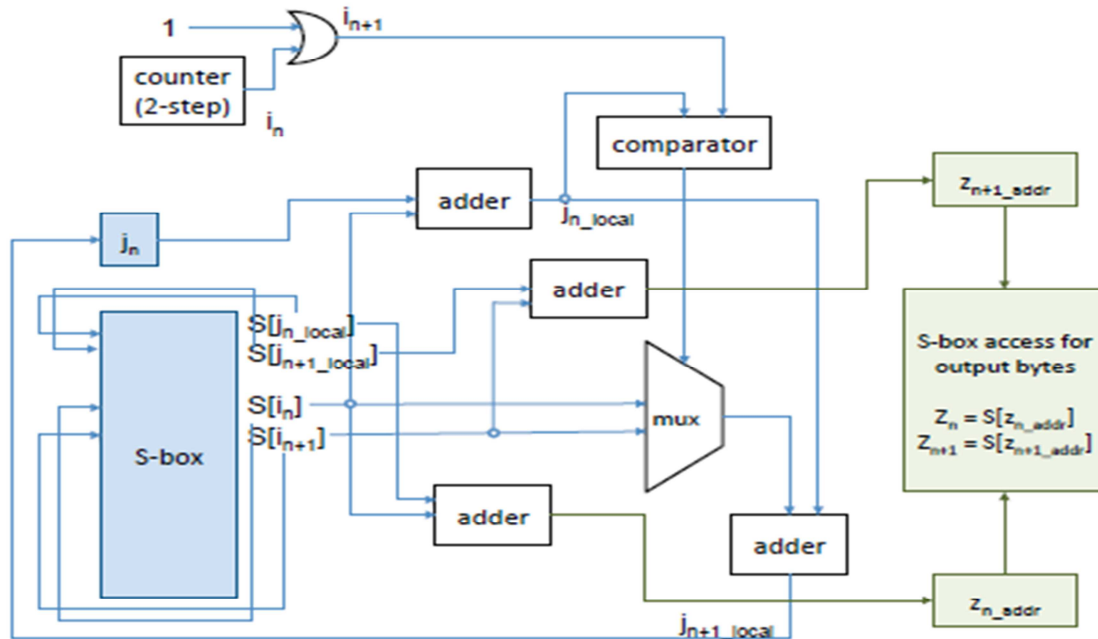 i_{n+1}
1
counter
(2-step)
i_n
comparator
adder
z_{n+1_addr}
j_{n_local}
j_n
adder
S[j_{n_local}]
S[j_{n+1_local}]
S-box access for
output bytes
S[i_n]
mux
Z_n = S[z_{n_addr}]
S[i_{n+1}]
Z_{n+1} = S[z_{n+1_addr}]
S-box
adder
adder
z_{n_addr}
j_{n+1_local}